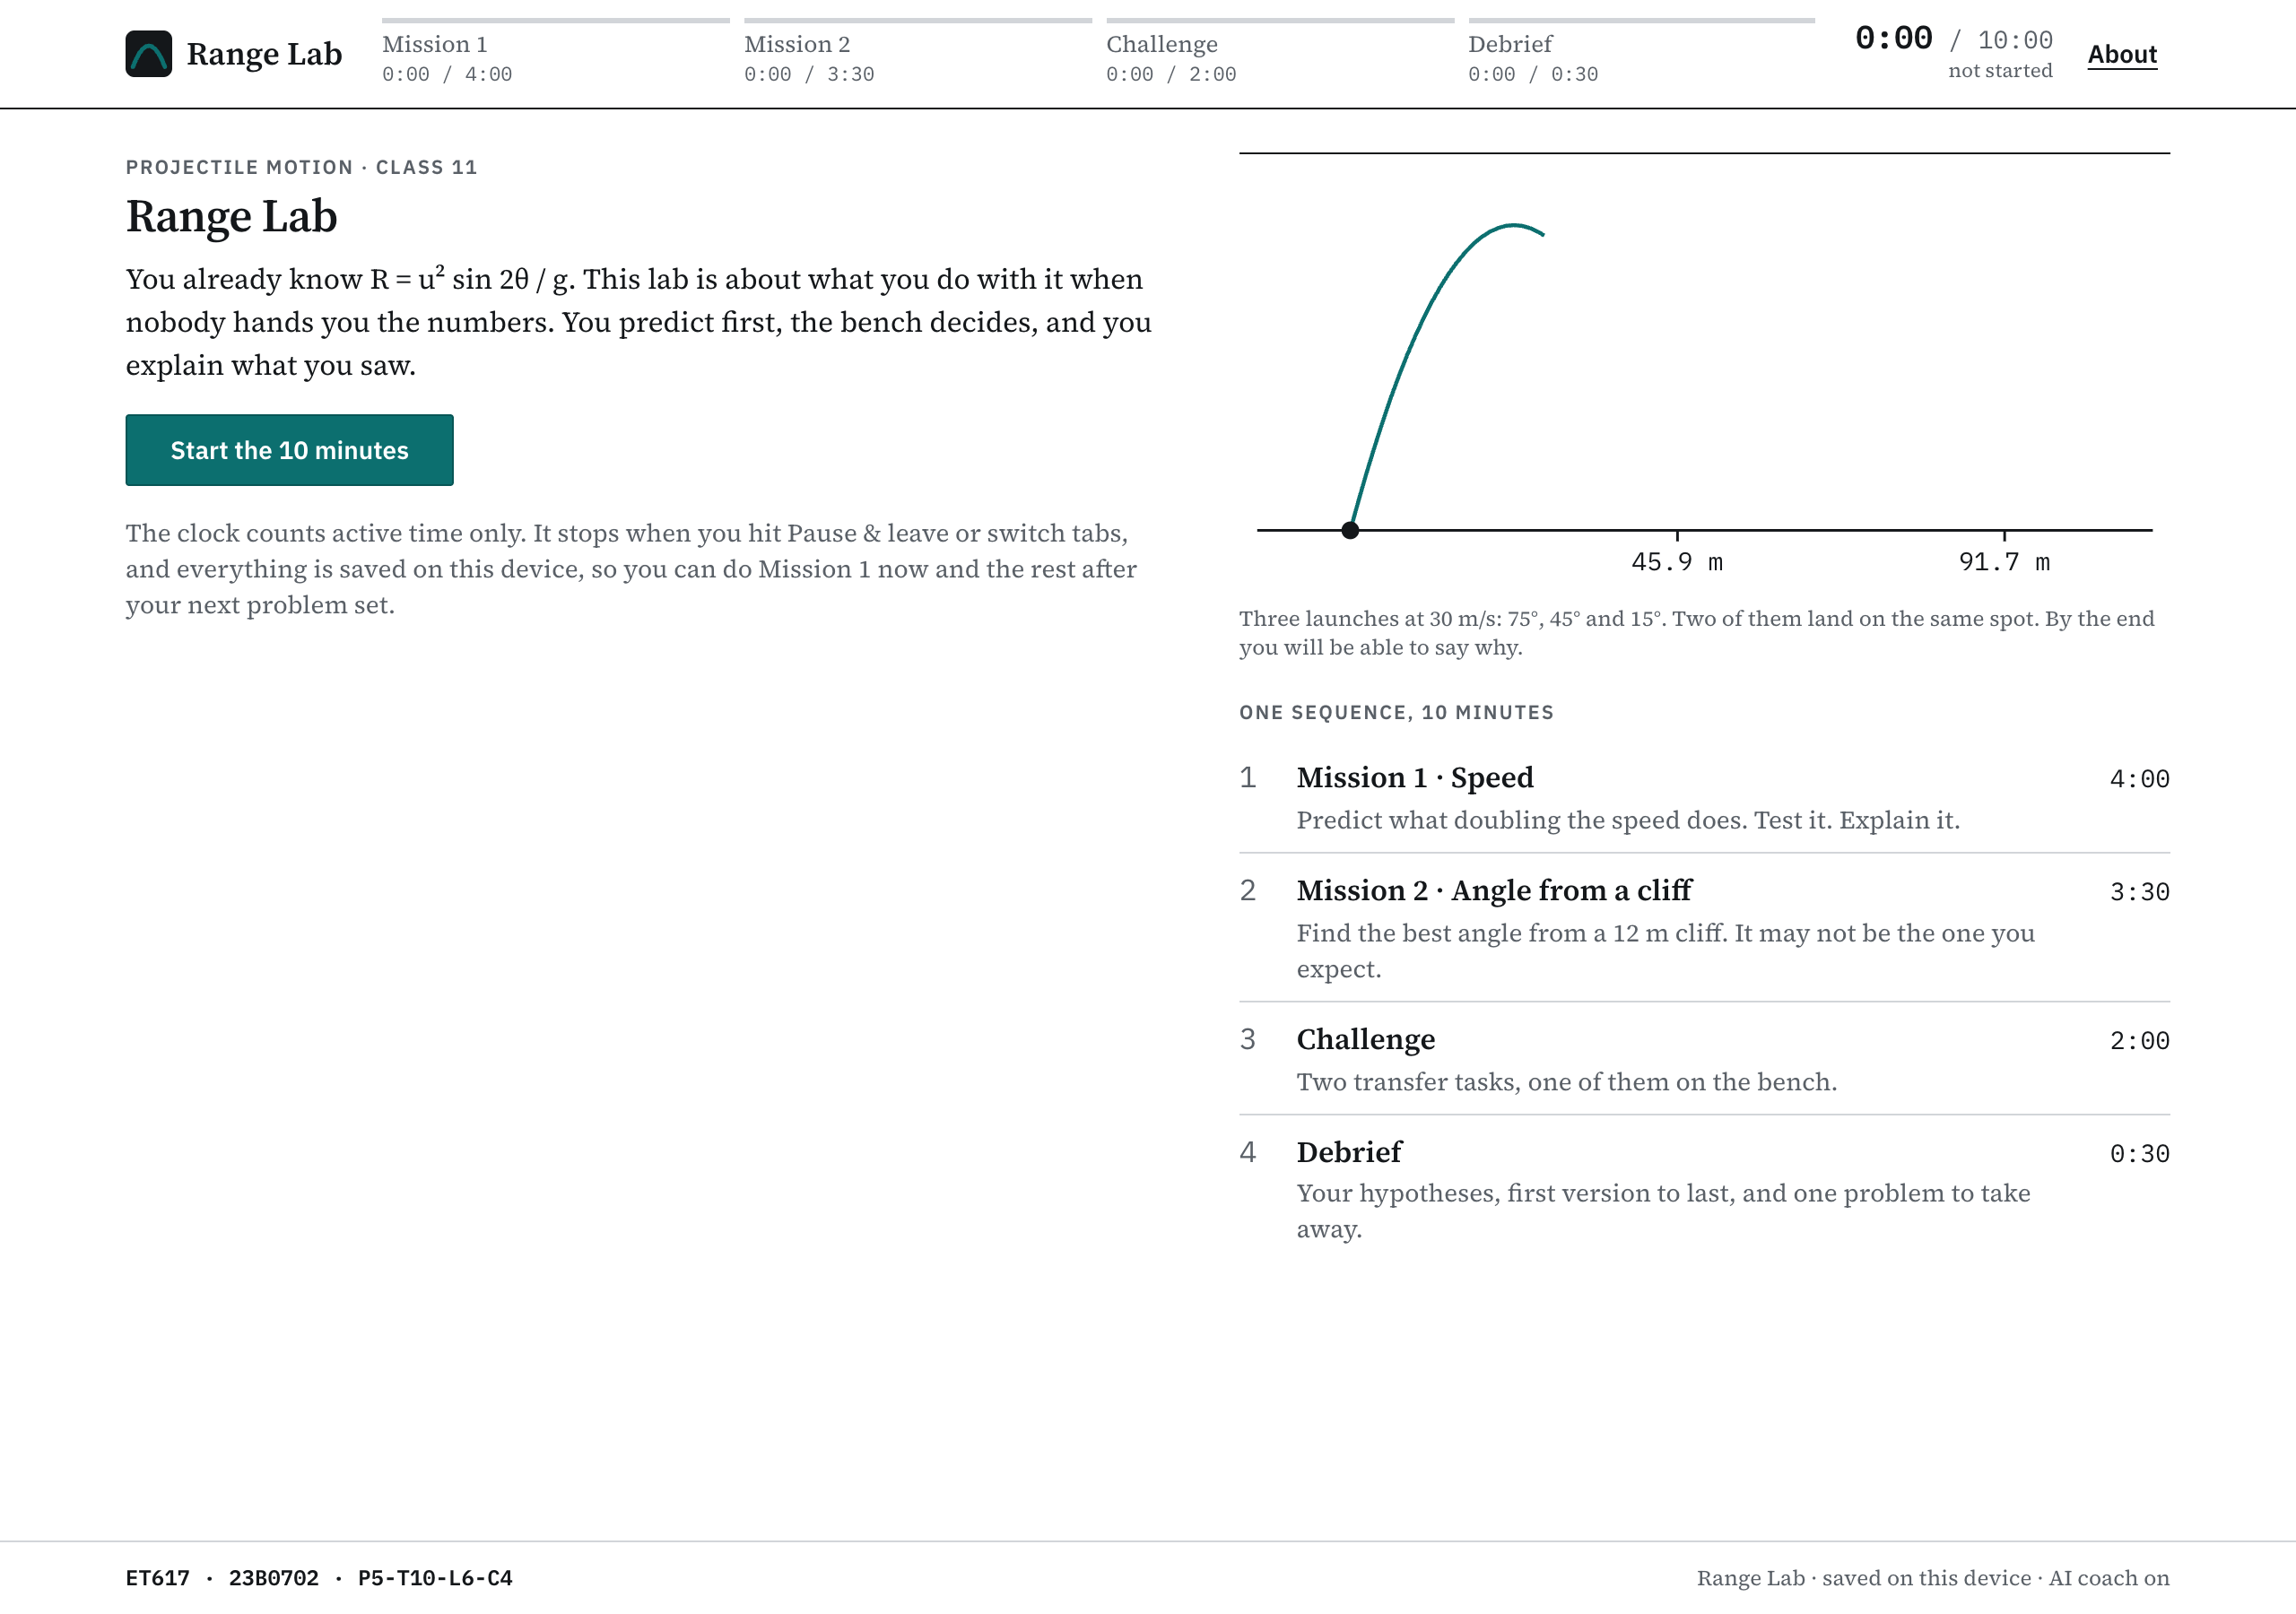 Range Lab
Mission 1
0:00 / 4:00
Mission 2
0:00 / 3:30
Challenge
0:00 / 2:00
Debrief
0:00 / 0:30
0:00 / 10:00
not started
About
PROJECTILE MOTION · CLASS 11
Range Lab
You already know R = u² sin 2θ / g. This lab is about what you do with it when
nobody hands you the numbers. You predict first, the bench decides, and you
explain what you saw.
Start the 10 minutes
The clock counts active time only. It stops when you hit Pause & leave or switch tabs,
and everything is saved on this device, so you can do Mission 1 now and the rest after
your next problem set.
45.9 m
91.7 m
Three launches at 30 m/s: 75°, 45° and 15°. Two of them land on the same spot. By the end
you will be able to say why.
ONE SEQUENCE, 10 MINUTES
1 Mission 1 · Speed 4:00
Predict what doubling the speed does. Test it. Explain it.
2 Mission 2 · Angle from a cliff 3:30
Find the best angle from a 12 m cliff. It may not be the one you
expect.
3 Challenge 2:00
Two transfer tasks, one of them on the bench.
4 Debrief 0:30
Your hypotheses, first version to last, and one problem to take
away.
ET617 · 23B0702 · P5-T10-L6-C4
Range Lab · saved on this device · AI coach on